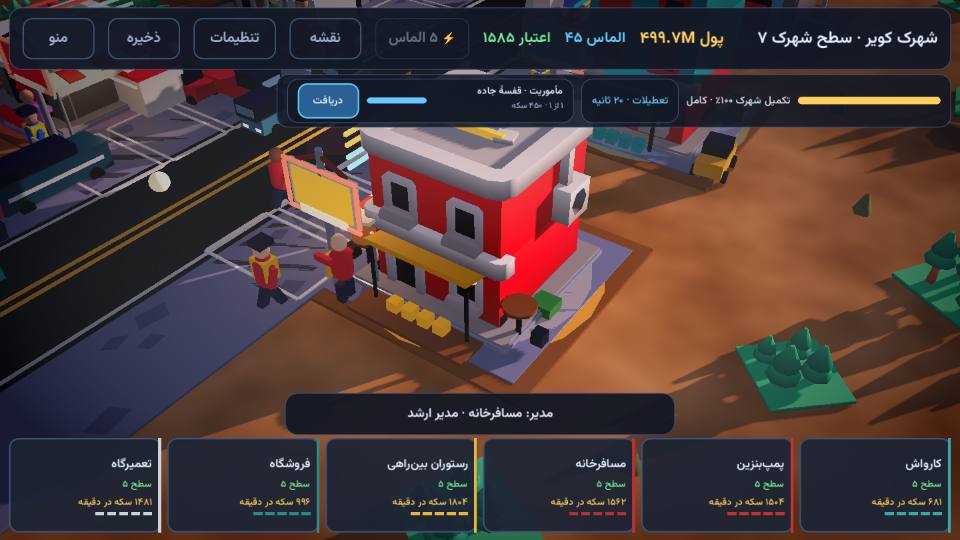 شهرک کویر · سطح شهرک ۷
پول ۴۹۹.۷M
الماس ۴۵
اعتبار ۱۵۸۵
۵ الماس
نقشه
تنظیمات
ذخیره
منو
تکمیل شهرک ۱۰۰٪ · کامل
تعطیلات · ۲۰ ثانیه
مأموریت · قفسهٔ جاده
۱ از ۱ · ۴۵۰ سکه
دریافت
مدیر: مسافرخانه · مدیر ارشد
کارواش
سطح ۵
۶۸۱ سکه در دقیقه
پمپ‌بنزین
سطح ۵
۱۵۰۴ سکه در دقیقه
مسافرخانه
سطح ۵
۱۵۶۲ سکه در دقیقه
رستوران بین‌راهی
سطح ۵
۱۸۰۴ سکه در دقیقه
فروشگاه
سطح ۵
۹۹۶ سکه در دقیقه
تعمیرگاه
سطح ۵
۱۴۸۱ سکه در دقیقه